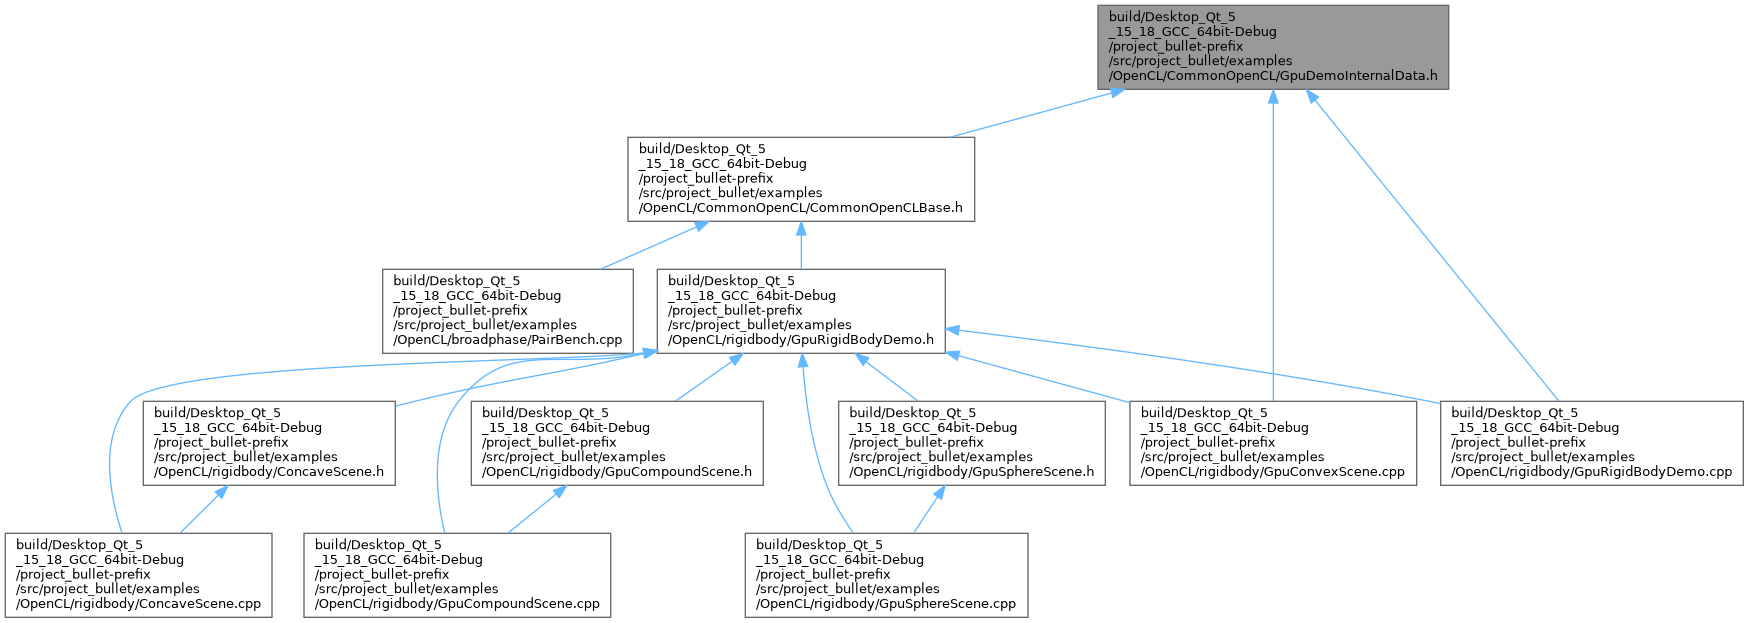 build/Desktop_Qt_5
_15_18_GCC_64bit-Debug
/project_bullet-prefix
/src/project_bullet/examples
/OpenCL/CommonOpenCL/GpuDemoInternalData.h
build/Desktop_Qt_5
_15_18_GCC_64bit-Debug
/project_bullet-prefix
/src/project_bullet/examples
/OpenCL/CommonOpenCL/CommonOpenCLBase.h
build/Desktop_Qt_5
_15_18_GCC_64bit-Debug
/project_bullet-prefix
/src/project_bullet/examples
/OpenCL/broadphase/PairBench.cpp
build/Desktop_Qt_5
_15_18_GCC_64bit-Debug
/project_bullet-prefix
/src/project_bullet/examples
/OpenCL/rigidbody/GpuRigidBodyDemo.h
build/Desktop_Qt_5
_15_18_GCC_64bit-Debug
/project_bullet-prefix
/src/project_bullet/examples
/OpenCL/rigidbody/ConcaveScene.h
build/Desktop_Qt_5
_15_18_GCC_64bit-Debug
/project_bullet-prefix
/src/project_bullet/examples
/OpenCL/rigidbody/GpuCompoundScene.h
build/Desktop_Qt_5
_15_18_GCC_64bit-Debug
/project_bullet-prefix
/src/project_bullet/examples
/OpenCL/rigidbody/GpuSphereScene.h
build/Desktop_Qt_5
_15_18_GCC_64bit-Debug
/project_bullet-prefix
/src/project_bullet/examples
/OpenCL/rigidbody/GpuConvexScene.cpp
build/Desktop_Qt_5
_15_18_GCC_64bit-Debug
/project_bullet-prefix
/src/project_bullet/examples
/OpenCL/rigidbody/GpuRigidBodyDemo.cpp
build/Desktop_Qt_5
_15_18_GCC_64bit-Debug
/project_bullet-prefix
/src/project_bullet/examples
/OpenCL/rigidbody/ConcaveScene.cpp
build/Desktop_Qt_5
_15_18_GCC_64bit-Debug
/project_bullet-prefix
/src/project_bullet/examples
/OpenCL/rigidbody/GpuCompoundScene.cpp
build/Desktop_Qt_5
_15_18_GCC_64bit-Debug
/project_bullet-prefix
/src/project_bullet/examples
/OpenCL/rigidbody/GpuSphereScene.cpp